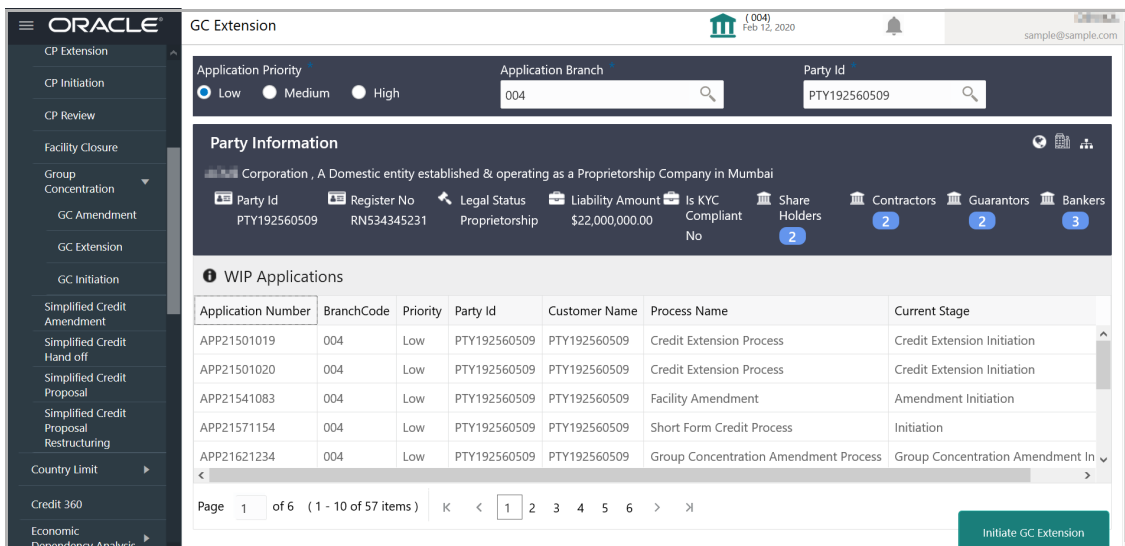 ORACLE®
GC Extension
( 004)
Feb 12, 2020
sample@sample.com
CP Extension
CP Initiation
CP Review
Facility Closure
Group
Concentration
GC Amendment
GC Extension
GC Initiation
Simplified Credit
Amendment
Simplified Credit
Hand off
Simplified Credit
Proposal
Simplified Credit
Proposal
Restructuring
Country Limit
Credit 360
Economic
Dependency Analysis
Application Priority * Application Branch * Party Id *
Low Medium High 004 PTY192560509
Party Information
Corporation , A Domestic entity established & operating as a Proprietorship Company in Mumbai
Party Id
PTY192560509
Register No
RN534345231
Legal Status
Proprietorship
Liability Amount
$22,000,000.00
Is KYC
Compliant
No
Share
Holders
2
Contractors
2
Guarantors
2
Bankers
3
WIP Applications
Application Number BranchCode Priority Party Id Customer Name Process Name Current Stage
APP21501019 004 Low PTY192560509 PTY192560509 Credit Extension Process Credit Extension Initiation
APP21501020 004 Low PTY192560509 PTY192560509 Credit Extension Process Credit Extension Initiation
APP21541083 004 Low PTY192560509 PTY192560509 Facility Amendment Amendment Initiation
APP21571154 004 Low PTY192560509 PTY192560509 Short Form Credit Process Initiation
APP21621234 004 Low PTY192560509 PTY192560509 Group Concentration Amendment Process Group Concentration Amendment In
Page 1 of 6 ( 1 - 10 of 57 items ) 1 2 3 4 5 6
Initiate GC Extension